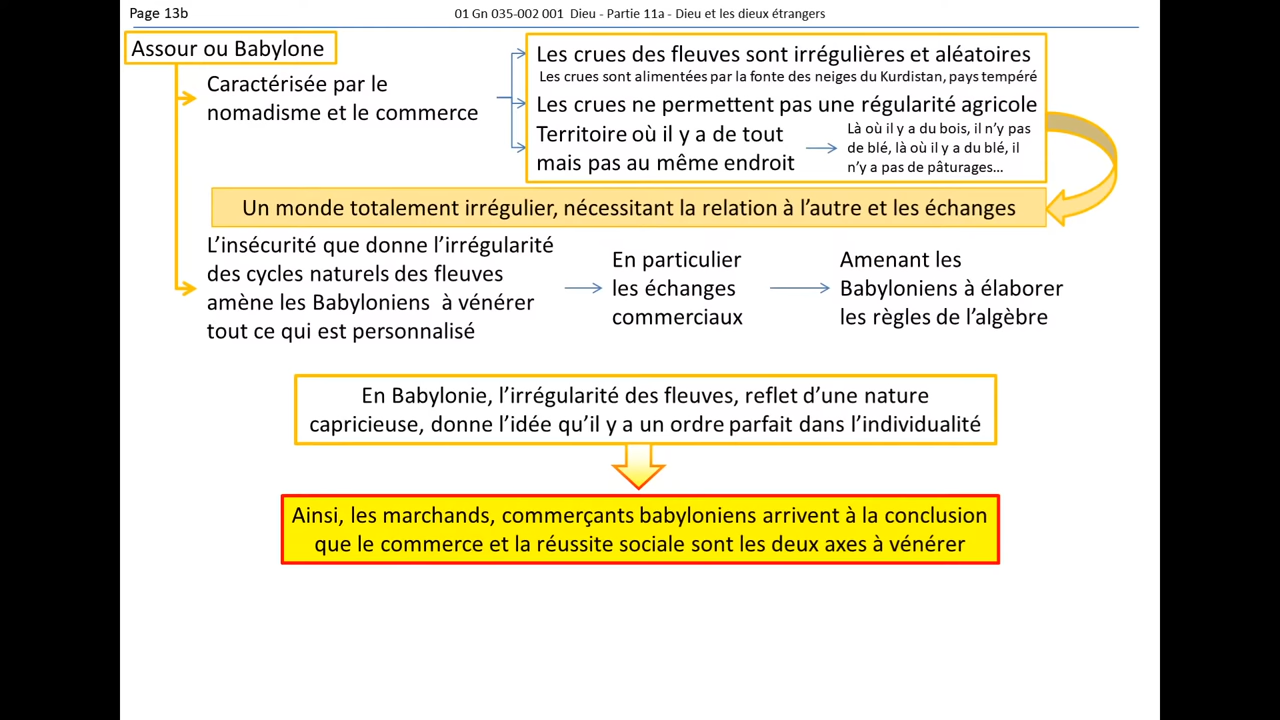 Page 13b
01 Gn 035-002 001 Dieu - Partie 11a - Dieu et les dieux étrangers
Assour ou Babylone
Caractérisée par le
nomadisme et le commerce
Les crues des fleuves sont irrégulières et aléatoires
Les crues sont alimentées par la fonte des neiges du Kurdistan, pays tempéré
Les crues ne permettent pas une régularité agricole
Territoire où il y a de tout
mais pas au même endroit
Là où il y a du bois, il n’y pas
de blé, là où il y a du blé, il
n’y a pas de pâturages…
Un monde totalement irrégulier, nécessitant la relation à l’autre et les échanges
L’insécurité que donne l’irrégularité
des cycles naturels des fleuves
amène les Babyloniens à vénérer
tout ce qui est personnalisé
En particulier
les échanges
commerciaux
Amenant les
Babyloniens à élaborer
les règles de l’algèbre
En Babylonie, l’irrégularité des fleuves, reflet d’une nature
capricieuse, donne l’idée qu’il y a un ordre parfait dans l’individualité
Ainsi, les marchands, commerçants babyloniens arrivent à la conclusion
que le commerce et la réussite sociale sont les deux axes à vénérer